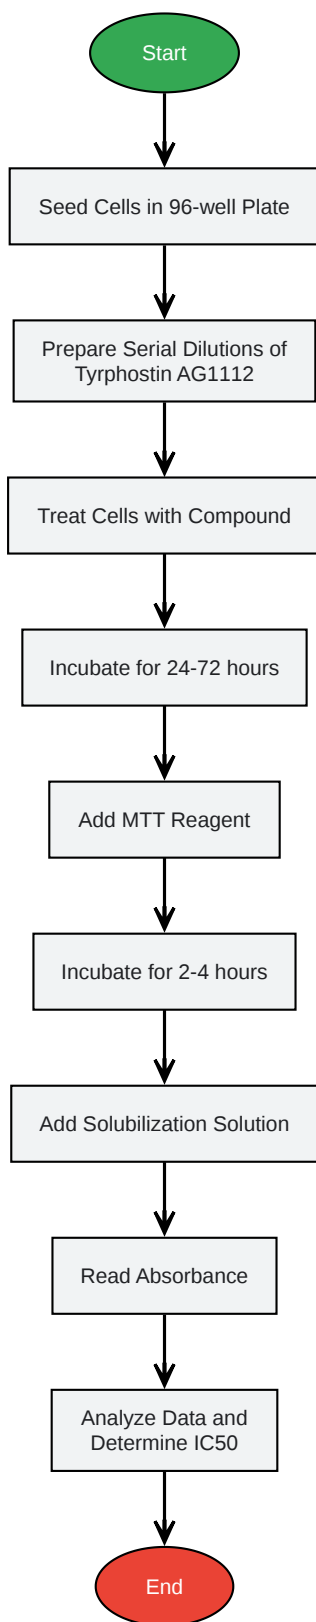 Start
Seed Cells in 96-well Plate
Prepare Serial Dilutions of
Tyrphostin AG1112
Treat Cells with Compound
Incubate for 24-72 hours
Add MTT Reagent
Incubate for 2-4 hours
Add Solubilization Solution
Read Absorbance
Analyze Data and
Determine IC50
End